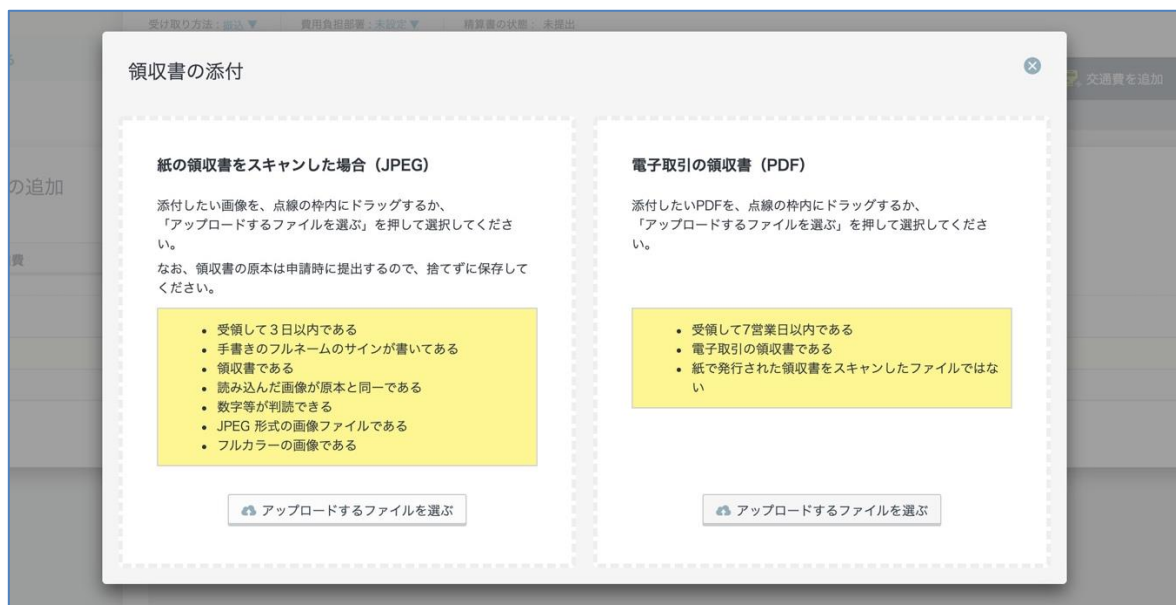 受け取り方法：振込 ▼ 費用負担部署：未設定 ▼ 精算書の状態： 未提出
領収書の添付
交通費を追加
の追加
費
紙の領収書をスキャンした場合（JPEG）
添付したい画像を、点線の枠内にドラッグするか、
「アップロードするファイルを選ぶ」を押して選択してくださ
い。
なお、領収書の原本は申請時に提出するので、捨てずに保存して
ください。
• 受領して３日以内である
• 手書きのフルネームのサインが書いてある
• 領収書である
• 読み込んだ画像が原本と同一である
• 数字等が判読できる
• JPEG 形式の画像ファイルである
• フルカラーの画像である
アップロードするファイルを選ぶ
電子取引の領収書（PDF）
添付したいPDFを、点線の枠内にドラッグするか、
「アップロードするファイルを選ぶ」を押して選択してくださ
い。
• 受領して7営業日以内である
• 電子取引の領収書である
• 紙で発行された領収書をスキャンしたファイルではな
い
アップロードするファイルを選ぶ